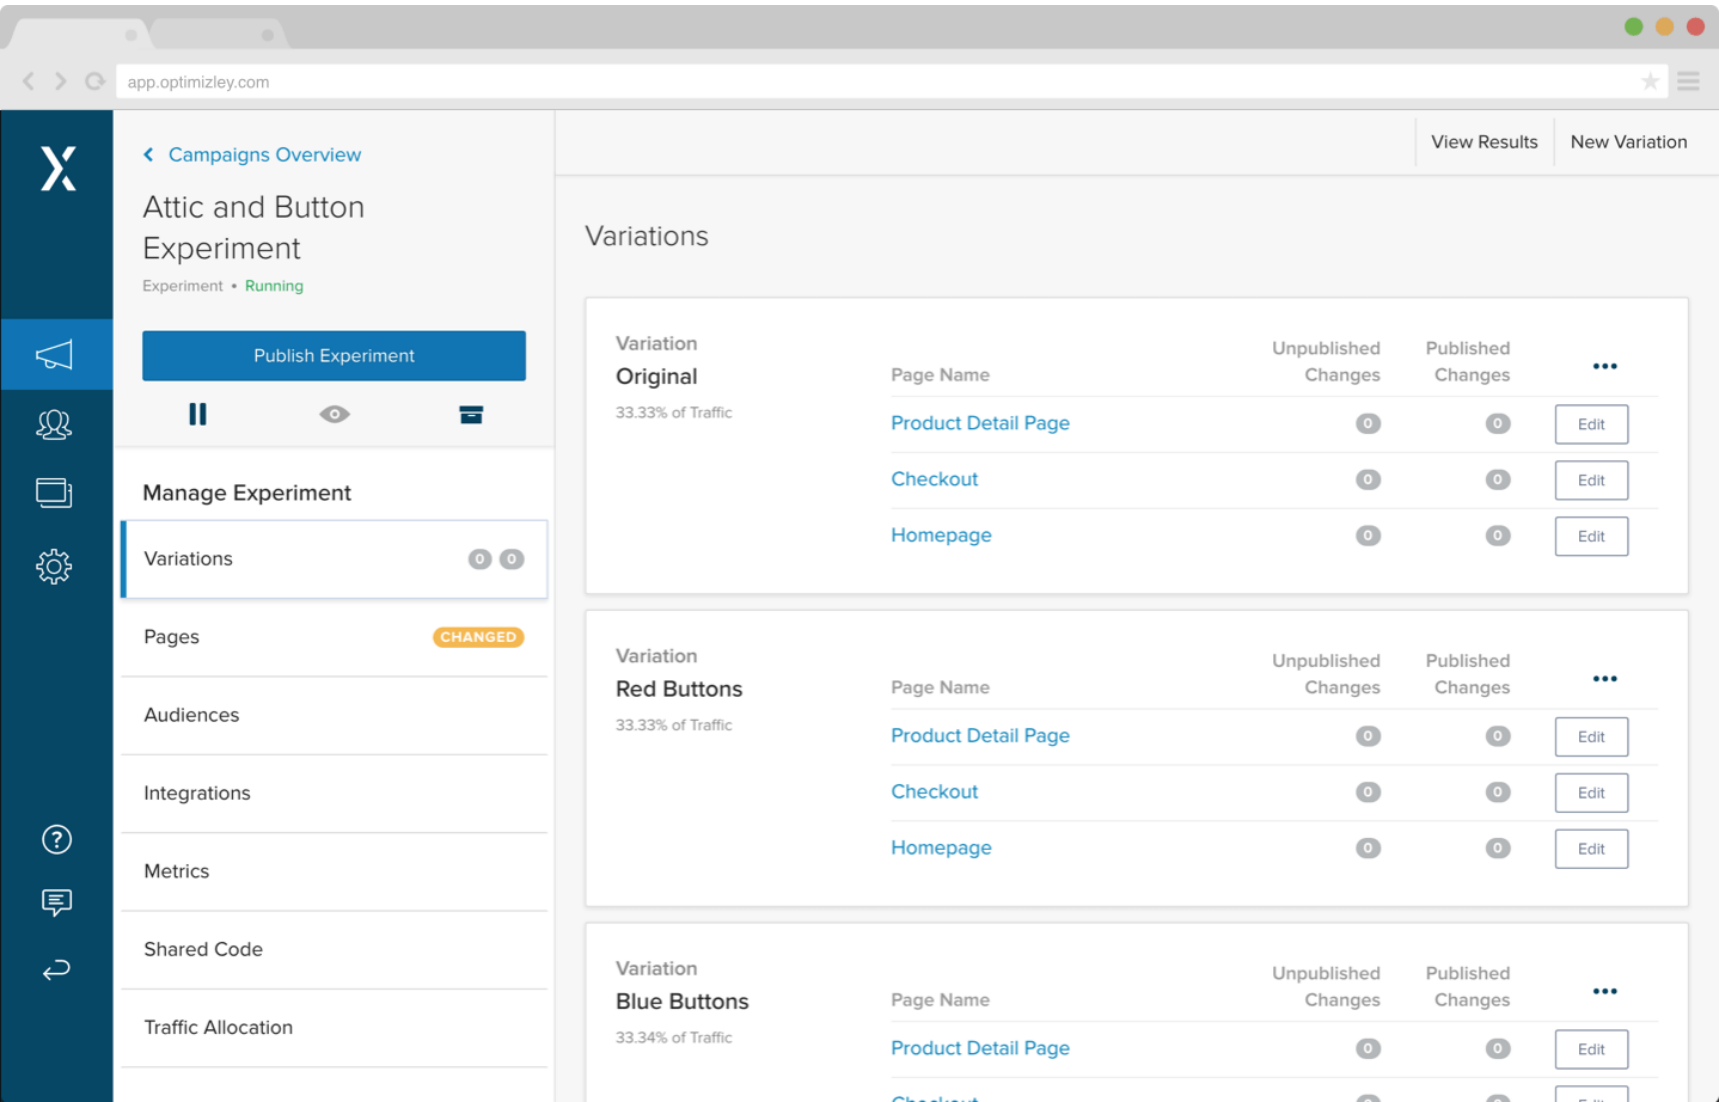 app.optimizley.com
Campaigns Overview
Attic and Button
Experiment
Experiment • Running
Publish Experiment
Manage Experiment
Variations 0 0
Pages CHANGED
Audiences
Integrations
Metrics
Shared Code
Traffic Allocation
View Results New Variation
Variations
Variation
Original
33.33% of Traffic
Page Name Unpublished Changes Published Changes
Product Detail Page 0 0 Edit
Checkout 0 0 Edit
Homepage 0 0 Edit
Variation
Red Buttons
33.33% of Traffic
Page Name Unpublished Changes Published Changes
Product Detail Page 0 0 Edit
Checkout 0 0 Edit
Homepage 0 0 Edit
Variation
Blue Buttons
33.34% of Traffic
Page Name Unpublished Changes Published Changes
Product Detail Page 0 0 Edit
Checkout